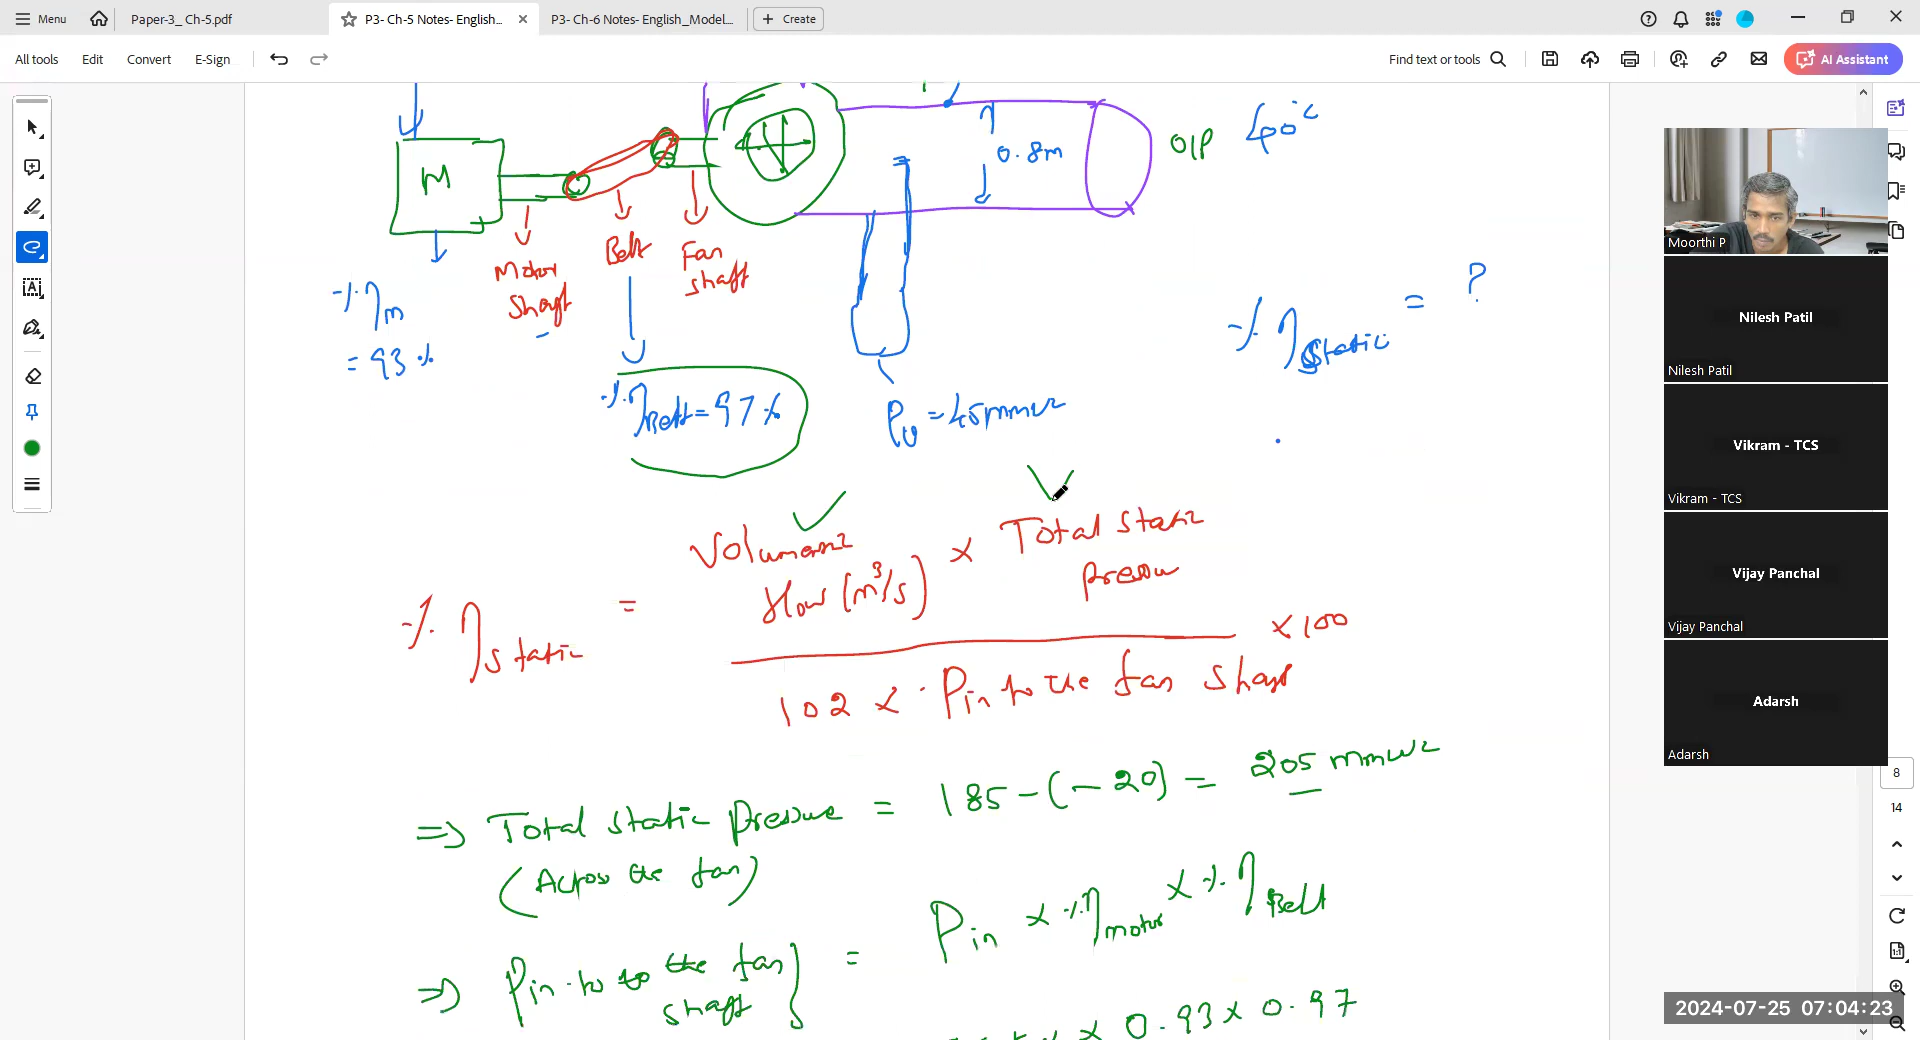 Menu
Paper-3_ Ch-5.pdf
P3- Ch-5 Notes- English...
P3- Ch-6 Notes- English_Model...
Create
All tools
Edit
Convert
E-Sign
Find text or tools
AI Assistant
M
0.8m
O/P 40°C
Motor shaft
Belt
Fan shaft
% η m
= 93 %
% η Belt = 97 %
Pv = 45mmwc
% η static = ?
Volumetric flow (m³/s) × Total static pressure
% η static = × 100
102 × Pin to the fan shaft
=> Total static pressure = 185 - (-20) = 205 mmwc
(Across the fan)
=> Pin to the fan shaft } = Pin × % η motor × % η Belt
× 0.93 × 0.97
Moorthi P
Nilesh Patil
Nilesh Patil
Vikram - TCS
Vikram - TCS
Vijay Panchal
Vijay Panchal
Adarsh
Adarsh
8
14
2024-07-25 07:04:23